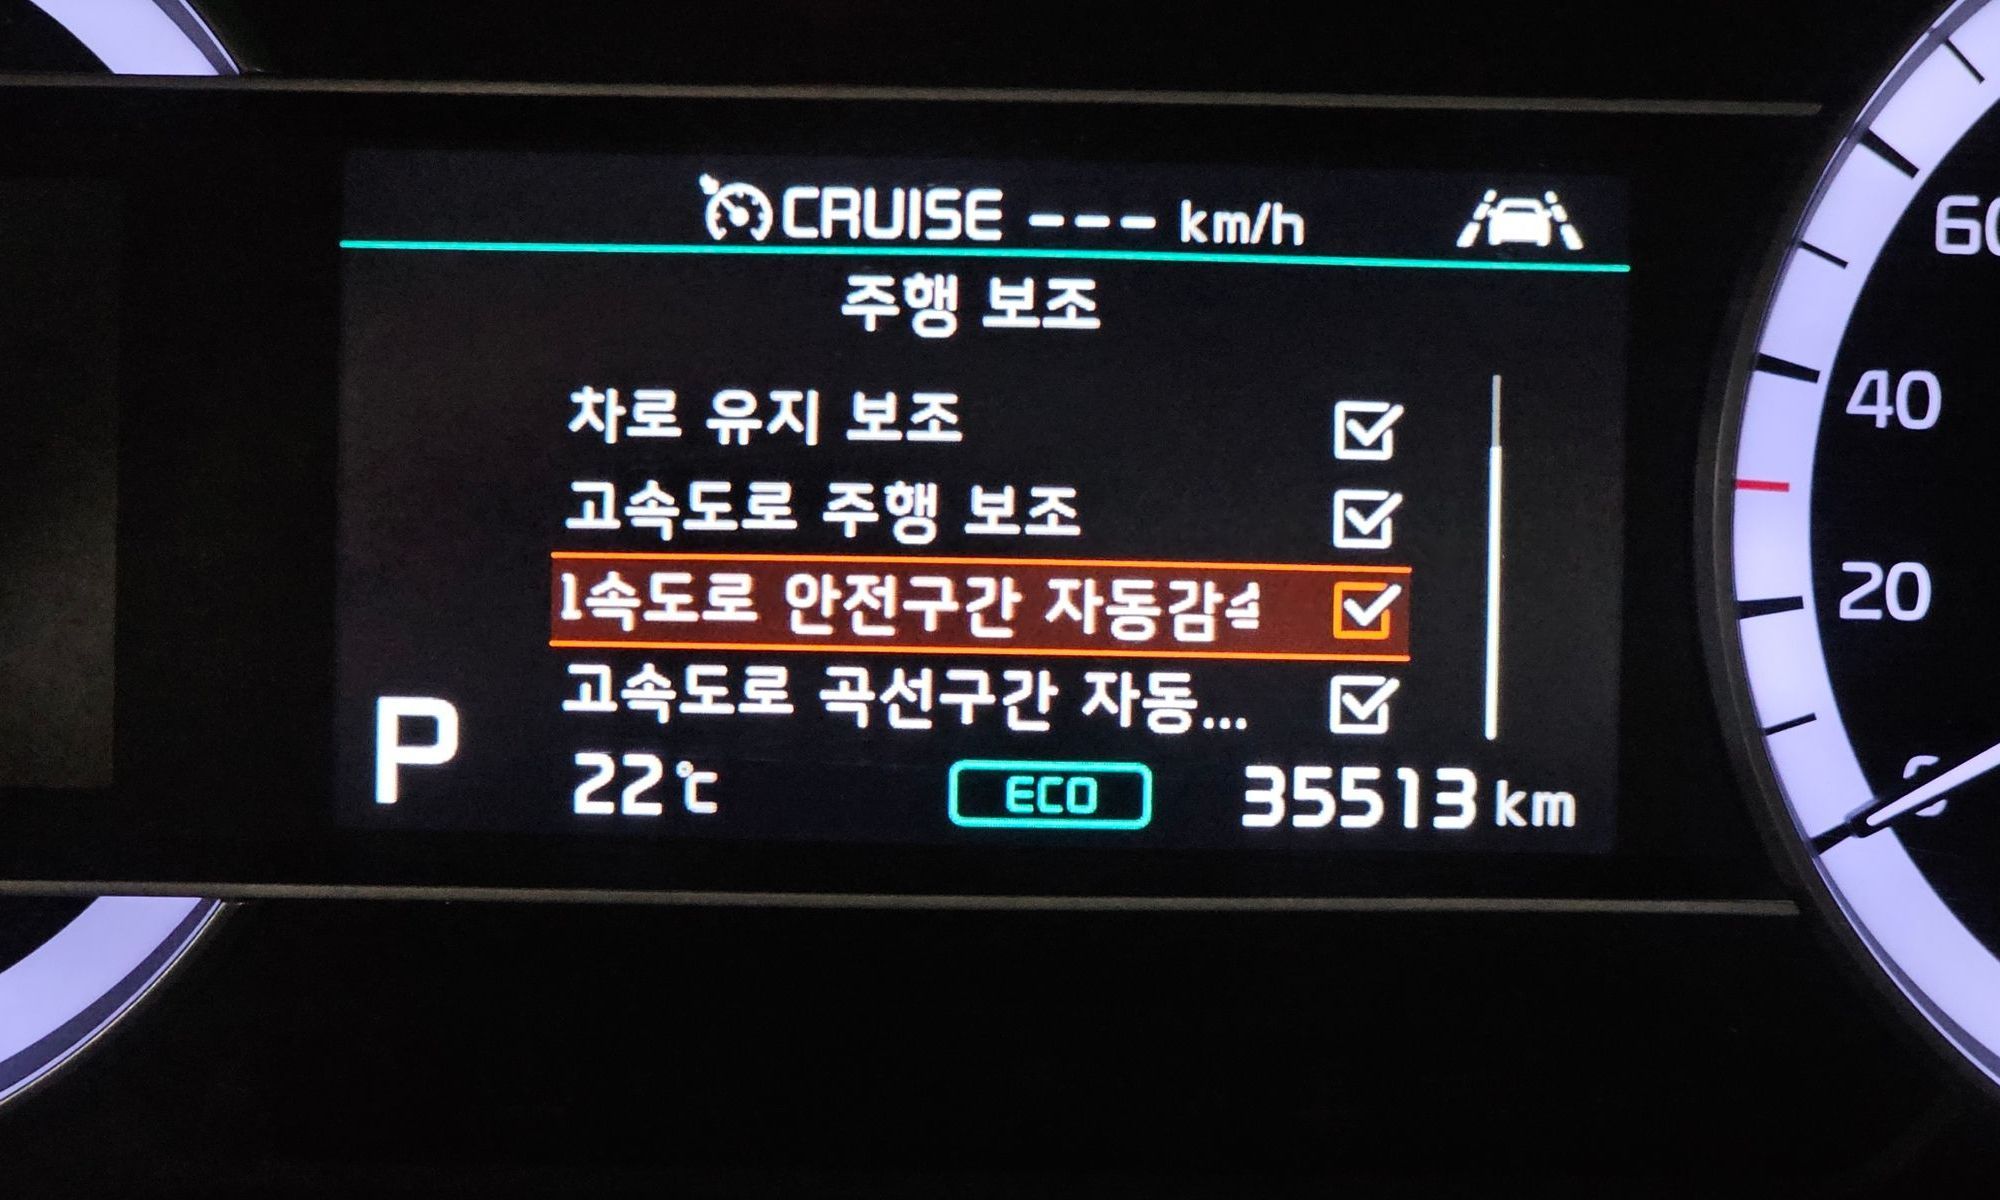 CRUISE --- km/h
주행 보조
차로 유지 보조
고속도로 주행 보조
속도로 안전구간 자동감
고속도로 곡선구간 자동...
P
22℃
ECO
35513 km
60
40
20
0